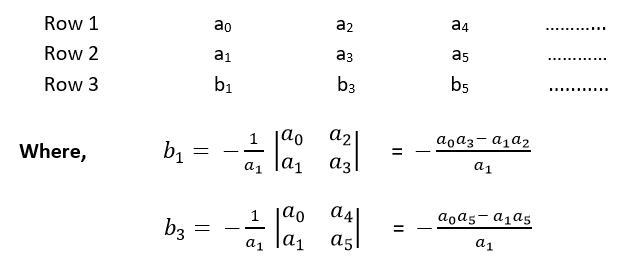 Row 1 a₀ a₂ a₄ ............
Row 2 a₁ a₃ a₅ ............
Row 3 b₁ b₃ b₅ ...........
Where, b₁ = − 1/a₁ |a₀ a₂; a₁ a₃| = − (a₀a₃− a₁a₂)/a₁
b₃ = − 1/a₁ |a₀ a₄; a₁ a₅| = − (a₀a₅− a₁a₅)/a₁